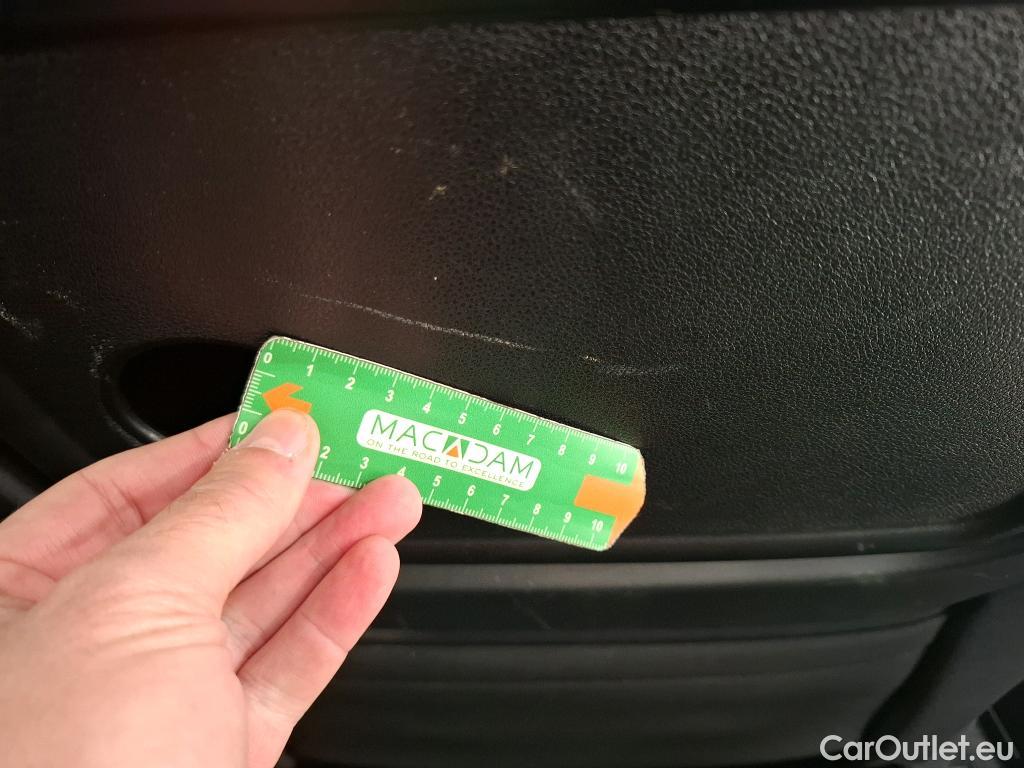 0 1 2 3 4 5 6 7 8 9 10
MACADAM
ON THE ROAD TO EXCELLENCE
0 2 3 4 5 6 7 8 9 10
CarOutlet.eu